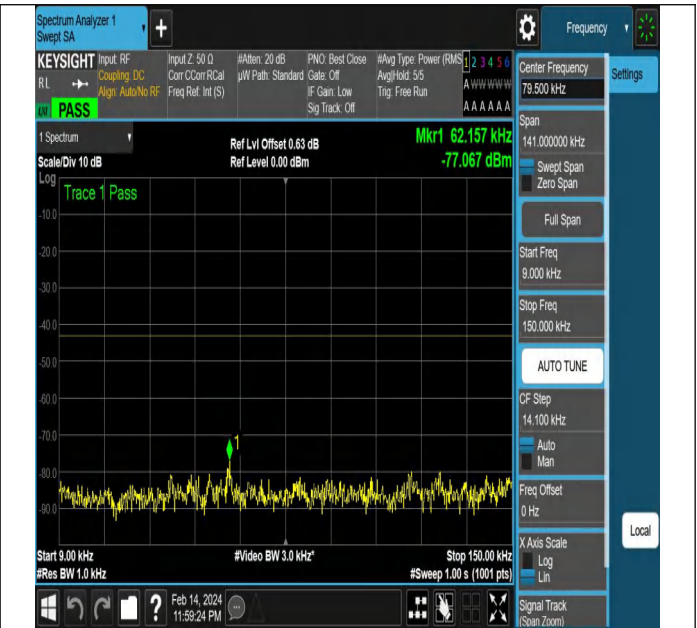 Spectrum Analyzer 1
Swept SA
+
Frequency
KEYSIGHT
RL
PASS
Input: RF
Coupling: DC
Align: Auto/No RF
Input Z: 50 Ω
Corr CCorr RCal
Freq Ref: Int (S)
#Atten: 20 dB
µW Path: Standard
PNO: Best Close
Gate: Off
IF Gain: Low
Sig Track: Off
#Avg Type: Power (RMS
Avg|Hold: 5/5
Trig: Free Run
1 2 3 4 5 6
A W W W W W
A A A A A A
Center Frequency
79.500 kHz
Settings
1 Spectrum
Scale/Div 10 dB
Ref Lvl Offset 0.63 dB
Ref Level 0.00 dBm
Mkr1 62.157 kHz
-77.067 dBm
Span
141.000000 kHz
Swept Span
Zero Span
Full Span
Start Freq
9.000 kHz
Stop Freq
150.000 kHz
AUTO TUNE
CF Step
14.100 kHz
Auto
Man
Freq Offset
0 Hz
X Axis Scale
Log
Lin
Signal Track
(Span Zoom)
Local
Log
Trace 1 Pass
-10.0
-20.0
-30.0
-40.0
-50.0
-60.0
-70.0
-80.0
-90.0
1
Start 9.00 kHz
#Res BW 1.0 kHz
#Video BW 3.0 kHz*
Stop 150.00 kHz
#Sweep 1.00 s (1001 pts)
?
Feb 14, 2024
11:59:24 PM